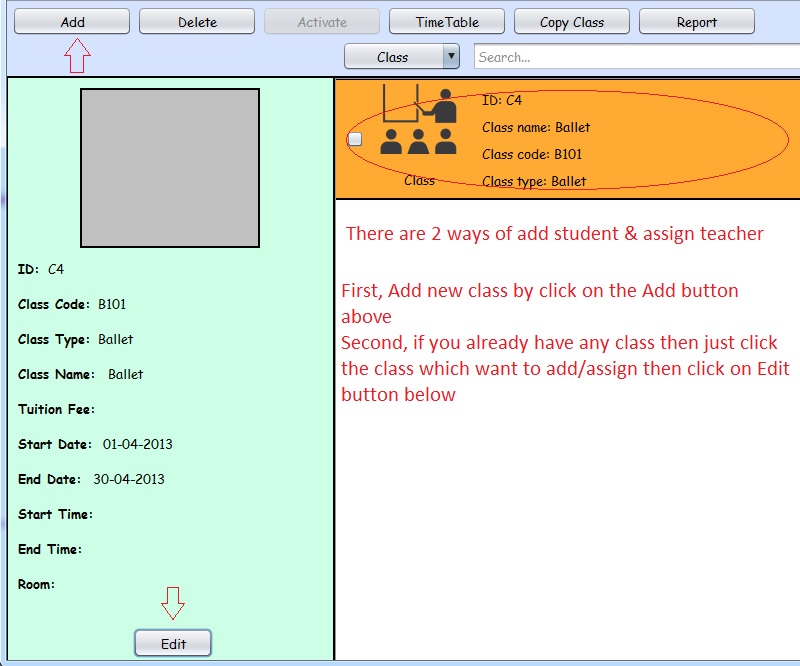 Add Delete Activate TimeTable Copy Class Report
Class Search...
ID: C4
Class name: Ballet
Class code: B101
Class type: Ballet
Class
There are 2 ways of add student & assign teacher
First, Add new class by click on the Add button
above
Second, if you already have any class then just click
the class which want to add/assign then click on Edit
button below
ID: C4
Class Code: B101
Class Type: Ballet
Class Name: Ballet
Tuition Fee:
Start Date: 01-04-2013
End Date: 30-04-2013
Start Time:
End Time:
Room:
Edit